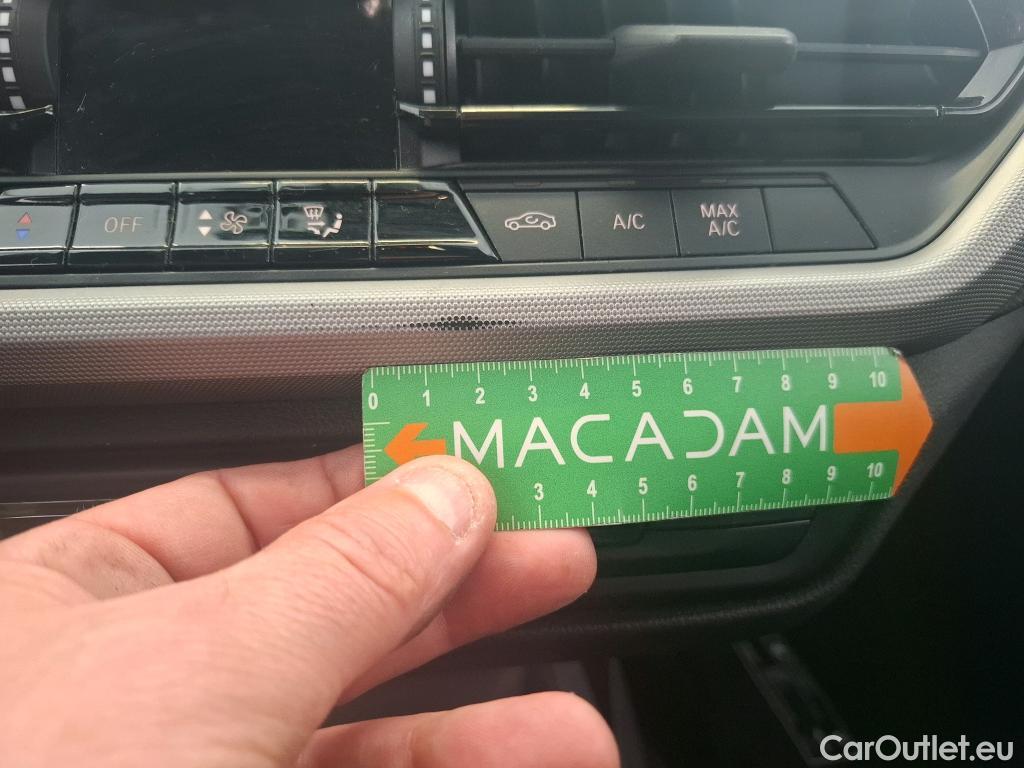 OFF
A/C
MAX
A/C
0 1 2 3 4 5 6 7 8 9 10
MACADAM
3 4 5 6 7 8 9 10
CarOutlet.eu